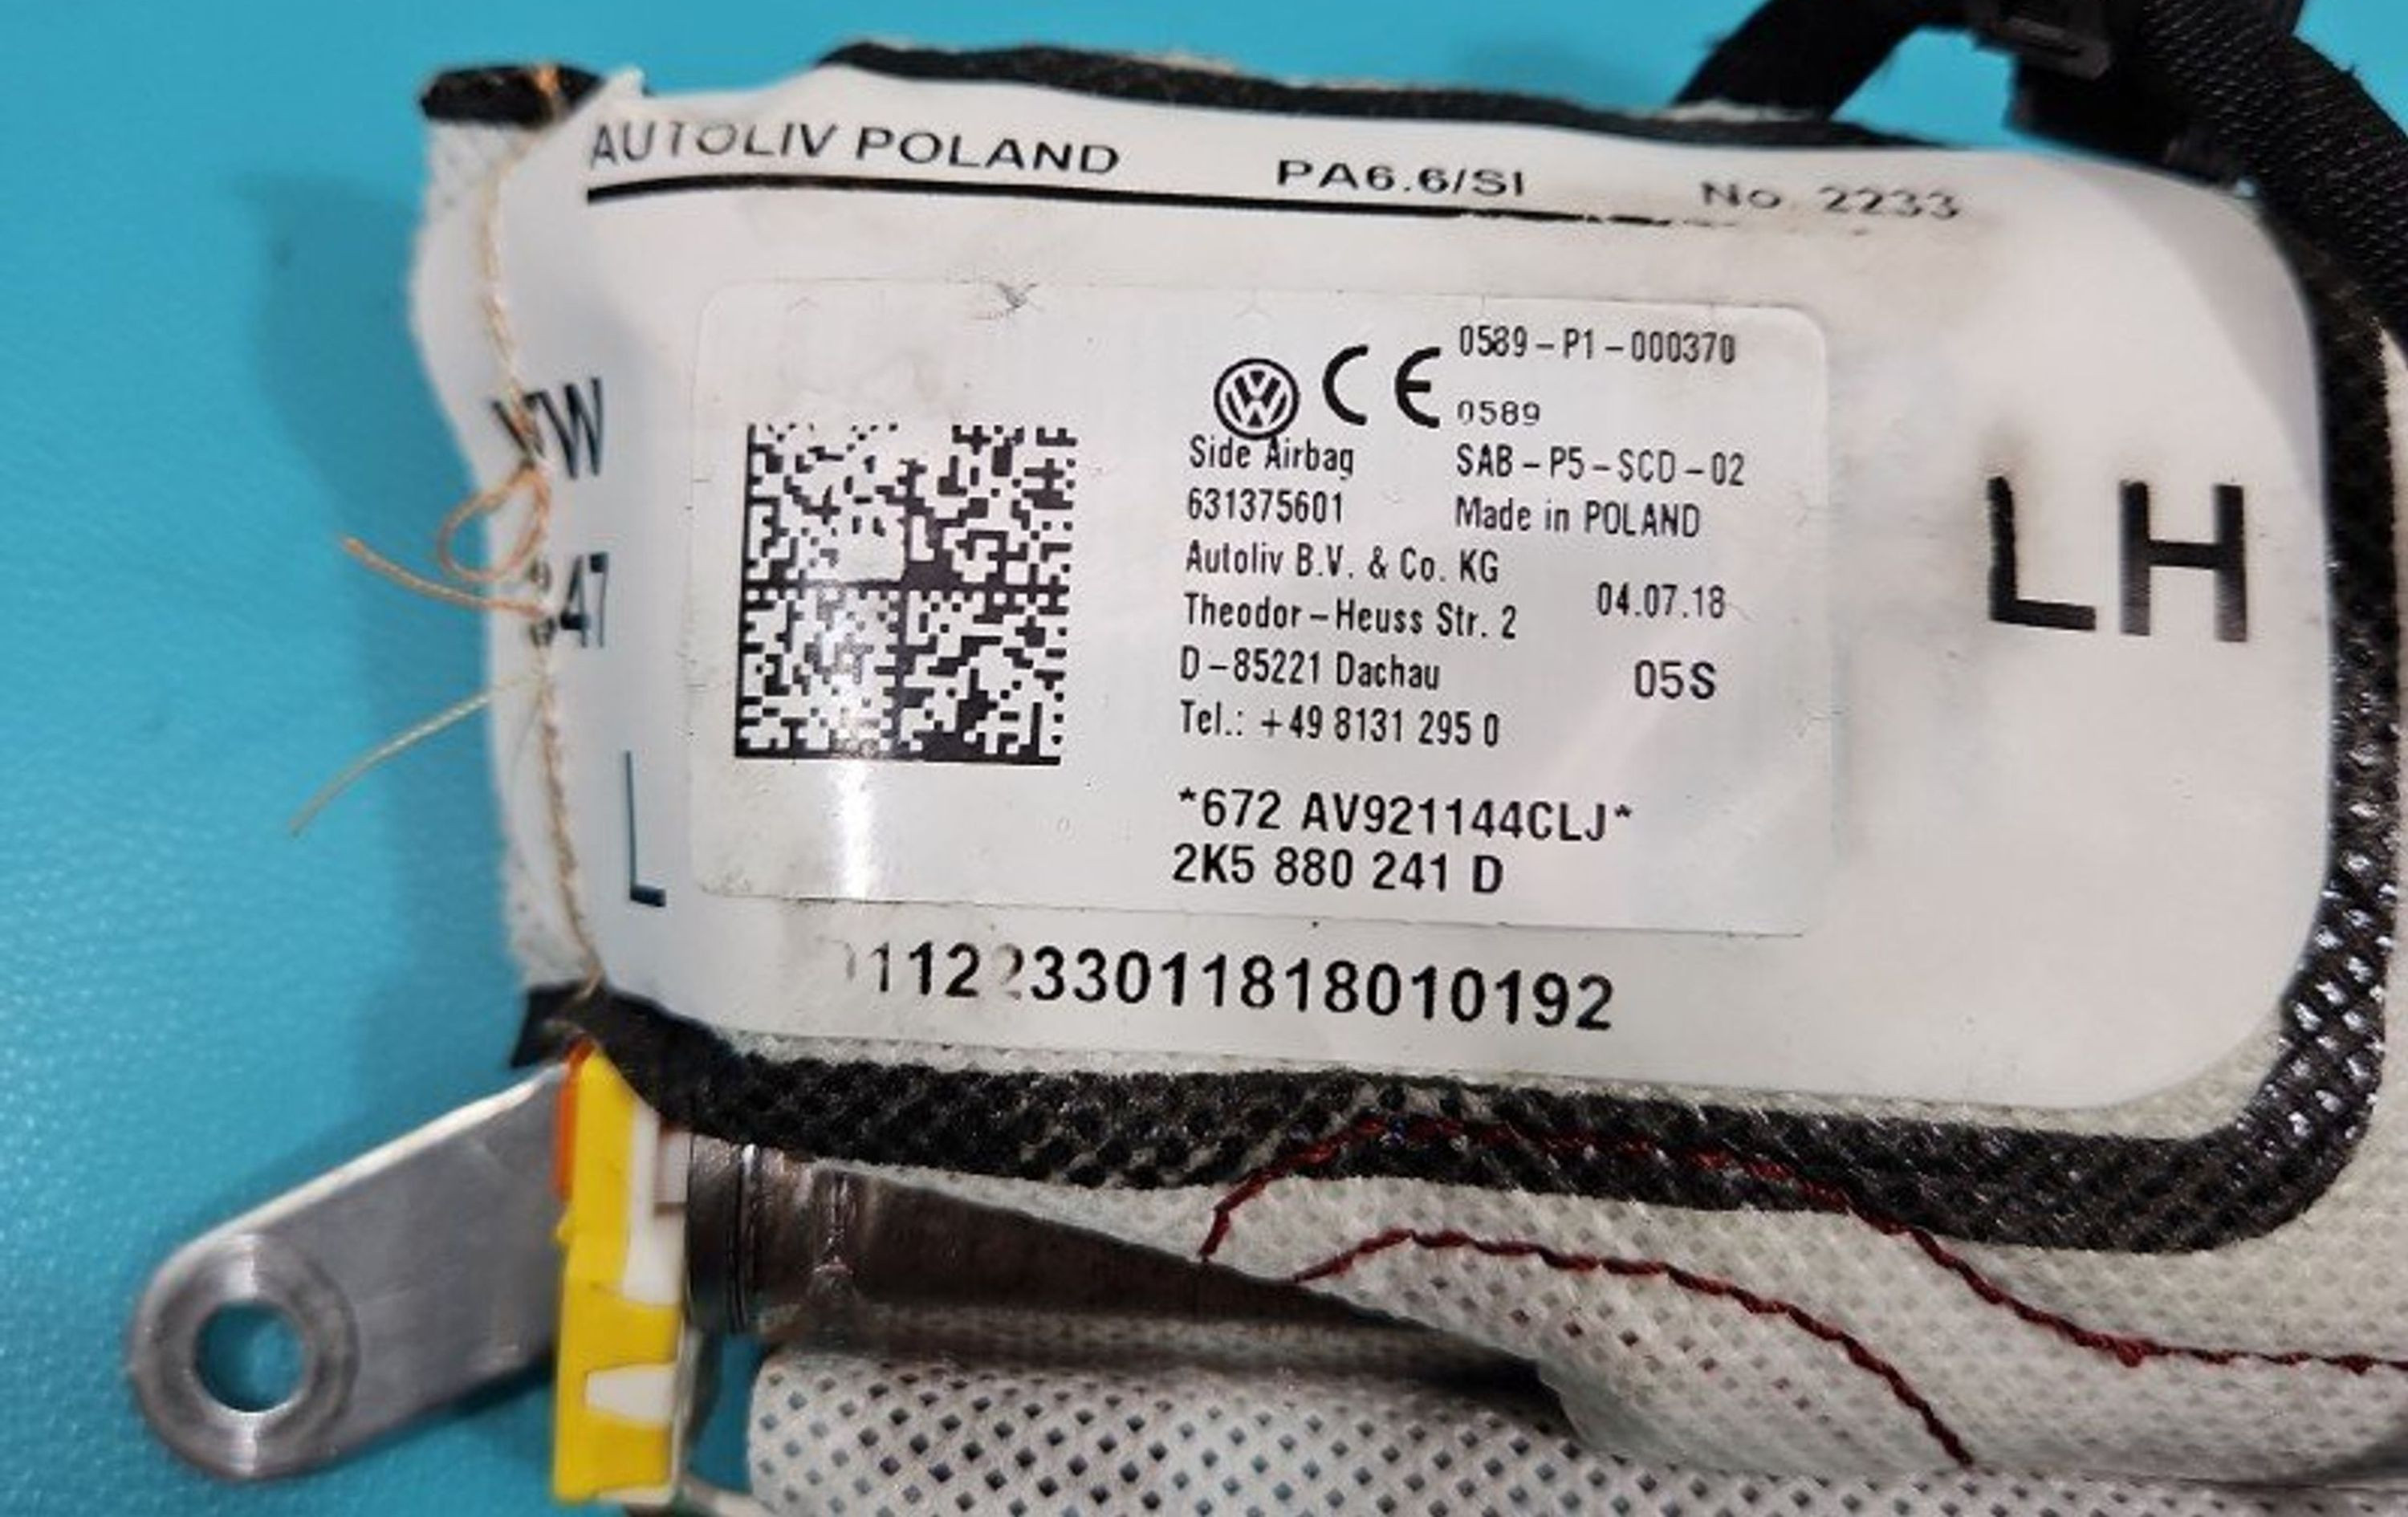 AUTOLIV POLAND PA6.6/SI No. 2233
VW
L
0589-P1-000370
CE
0589
Side Airbag SAB-P5-SCD-02
631375601 Made in POLAND
Autoliv B.V. & Co. KG
Theodor-Heuss Str. 2 04.07.18
D-85221 Dachau 05S
Tel.: +49 8131 295 0
*672 AV921144CLJ*
2K5 880 241 D
LH